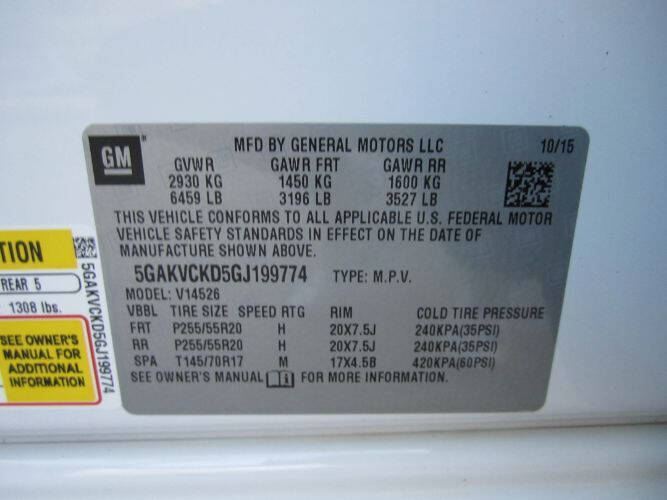 GM
MFD BY GENERAL MOTORS LLC 10/15
GVWR GAWR FRT GAWR RR
2930 KG 1450 KG 1600 KG
6459 LB 3196 LB 3527 LB
THIS VEHICLE CONFORMS TO ALL APPLICABLE U.S. FEDERAL MOTOR
VEHICLE SAFETY STANDARDS IN EFFECT ON THE DATE OF
MANUFACTURE SHOWN ABOVE.
5GAKVCKD5GJ199774 TYPE: M.P.V.
MODEL: V14526
VBBL TIRE SIZE SPEED RTG RIM COLD TIRE PRESSURE
FRT P255/55R20 H 20X7.5J 240KPA(35PSI)
RR P255/55R20 H 20X7.5J 240KPA(35PSI)
SPA T145/70R17 M 17X4.5B 420KPA(60PSI)
SEE OWNER'S MANUAL FOR MORE INFORMATION.
TION
REAR 5
1308 lbs.
SEE OWNER'S
MANUAL FOR
ADDITIONAL
INFORMATION
5GAKVCKD5GJ199774